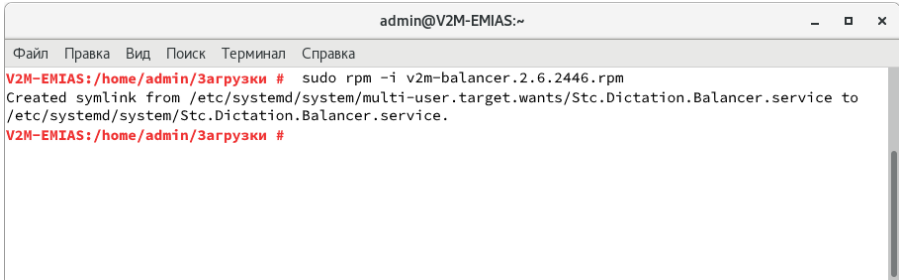 admin@V2M-EMIAS:~
Файл Правка Вид Поиск Терминал Справка
V2M-EMIAS:/home/admin/Загрузки # sudo rpm -i v2m-balancer.2.6.2446.rpm
Created symlink from /etc/systemd/system/multi-user.target.wants/Stc.Dictation.Balancer.service to
/etc/systemd/system/Stc.Dictation.Balancer.service.
V2M-EMIAS:/home/admin/Загрузки #